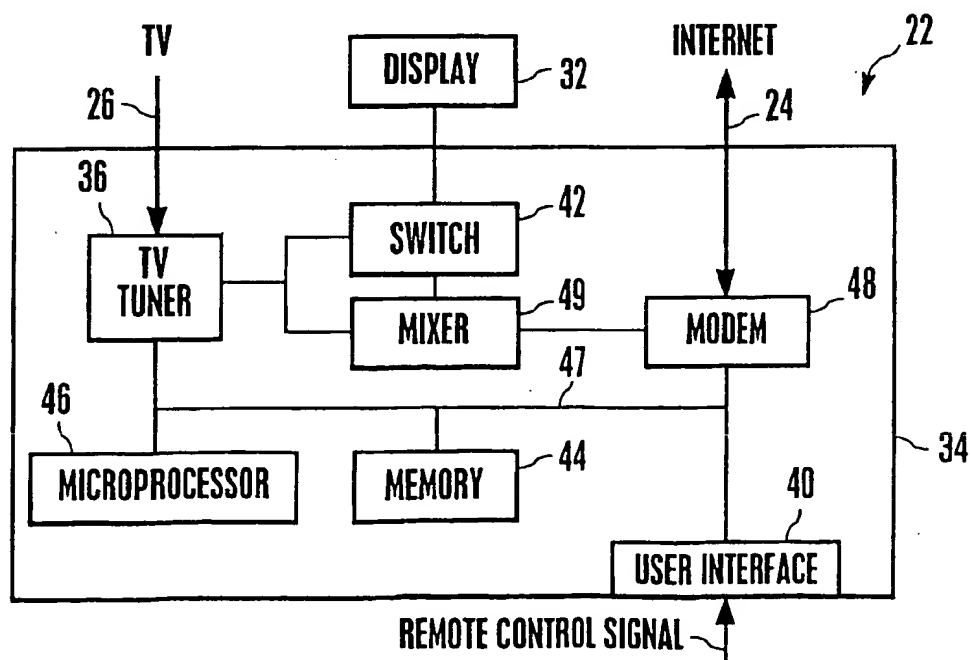 TV
INTERNET
22
DISPLAY
32
26
24
36
42
SWITCH
TV
TUNER
49
MIXER
48
MODEM
47
46
MICROPROCESSOR
MEMORY
44
34
40
USER INTERFACE
REMOTE CONTROL SIGNAL